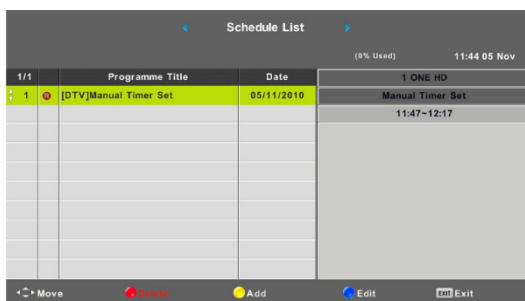 Schedule List
(0% Used) 11:44 05 Nov
1/1 Programme Title Date 1 ONE HD
1 [DTV]Manual Timer Set 05/11/2010 Manual Timer Set
11:47~12:17
Move Delete Add Edit EXIT Exit